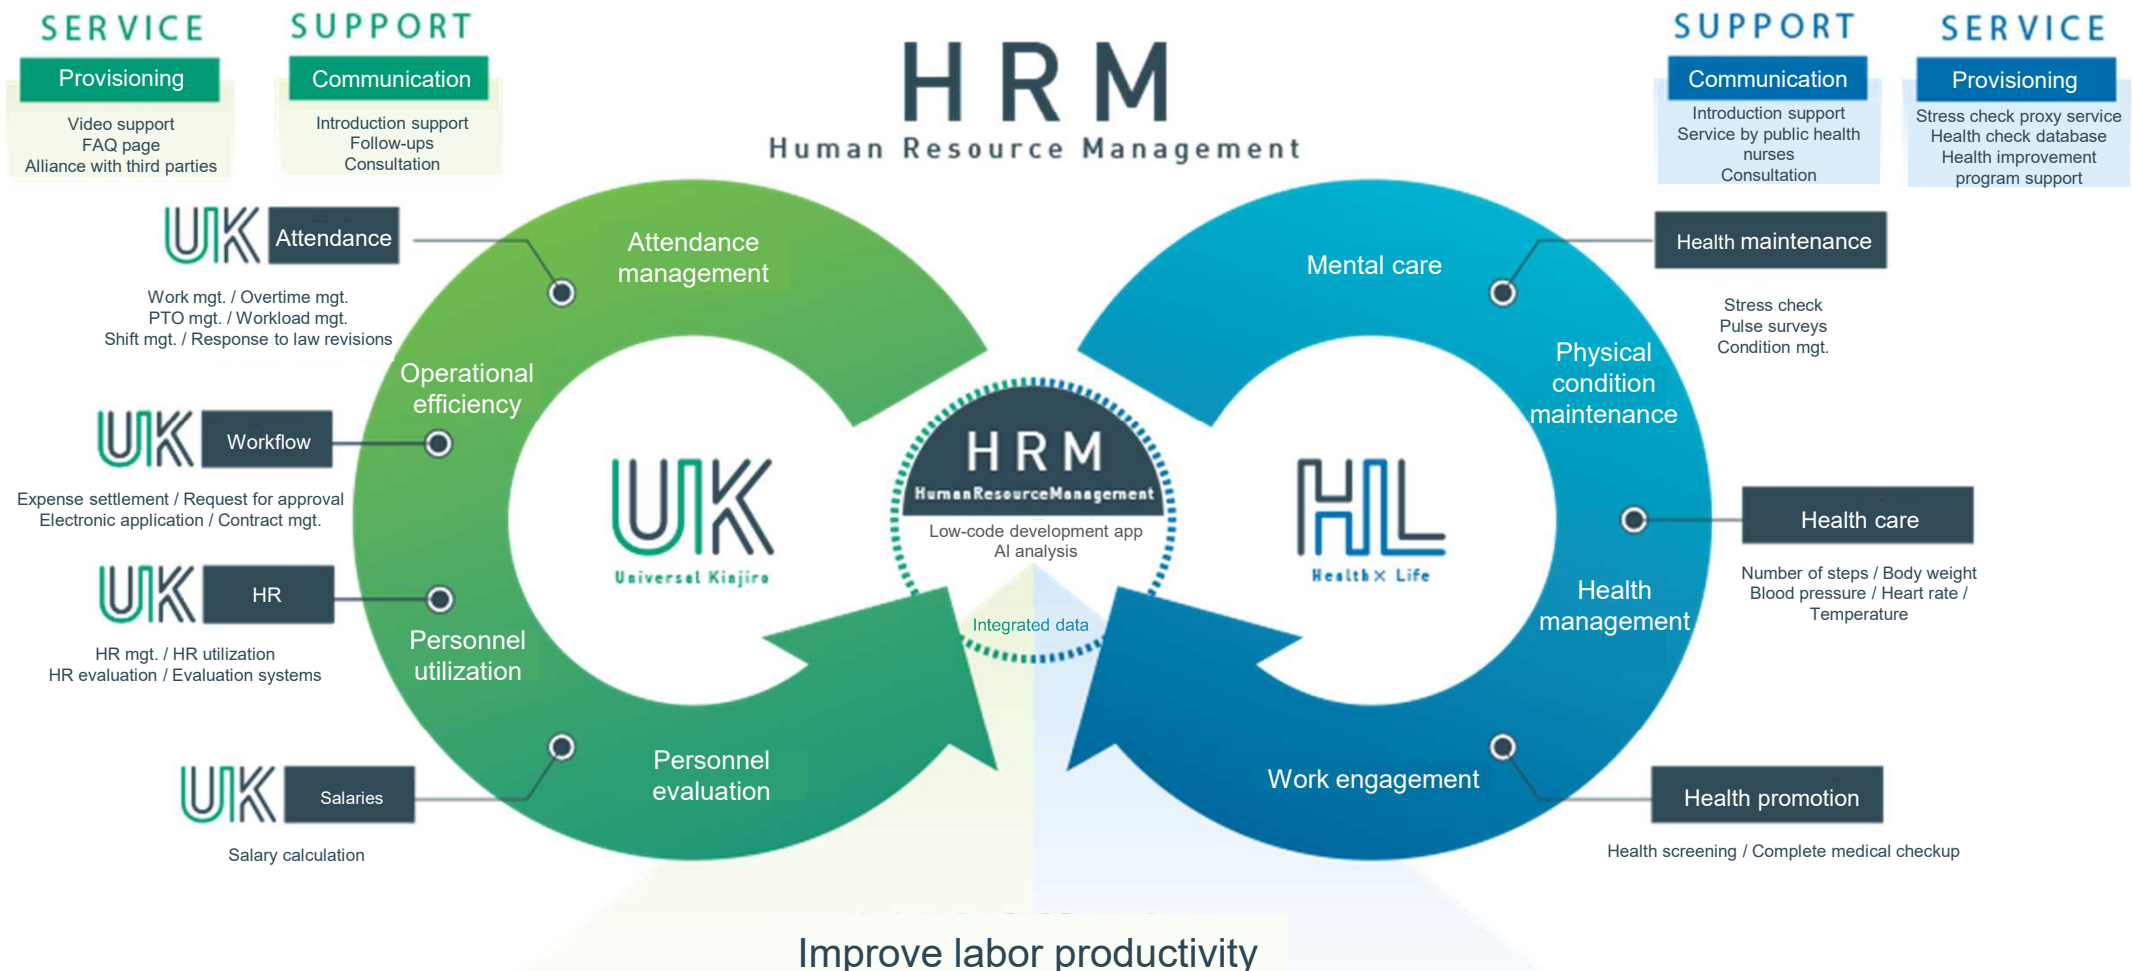 SERVICE
Provisioning
Video support
FAQ page
Alliance with third parties
SUPPORT
Communication
Introduction support
Follow-ups
Consultation
HRM
Human Resource Management
SUPPORT
Communication
Introduction support
Service by public health
nurses
Consultation
SERVICE
Provisioning
Stress check proxy service
Health check database
Health improvement
program support
UK Attendance
Work mgt. / Overtime mgt.
PTO mgt. / Workload mgt.
Shift mgt. / Response to law revisions
UK Workflow
Expense settlement / Request for approval
Electronic application / Contract mgt.
UK HR
HR mgt. / HR utilization
HR evaluation / Evaluation systems
UK Salaries
Salary calculation
Attendance
management
Operational
efficiency
Personnel
utilization
Personnel
evaluation
UK
Universal Kinjiro
HRM
HumanResourceManagement
Low-code development app
AI analysis
Integrated data
HL
Health× Life
Mental care
Physical
condition
maintenance
Health
management
Work engagement
Health maintenance
Stress check
Pulse surveys
Condition mgt.
Health care
Number of steps / Body weight
Blood pressure / Heart rate /
Temperature
Health promotion
Health screening / Complete medical checkup
Improve labor productivity